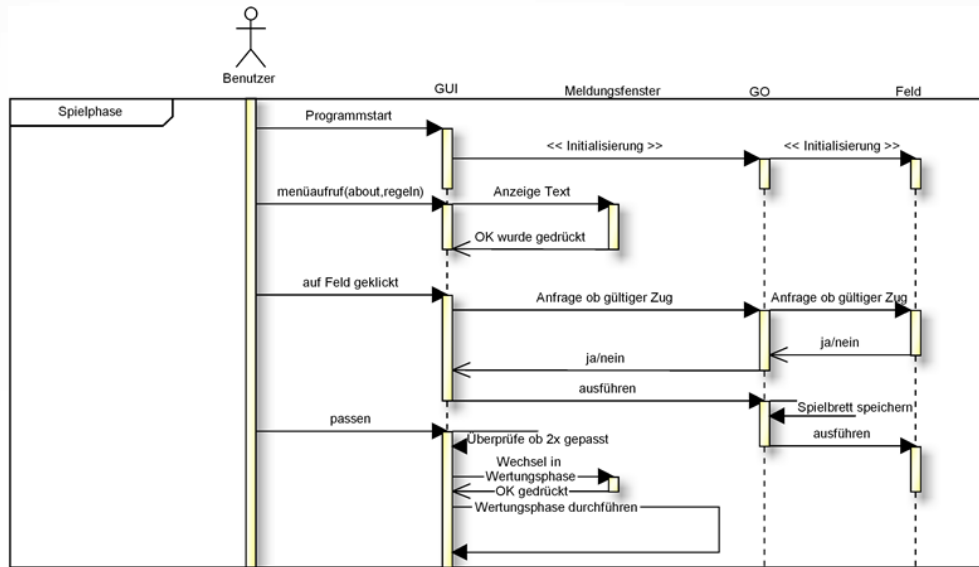 Benutzer
GUI
Meldungsfenster
GO
Feld
Spielphase
Programmstart
<< Initialisierung >>
<< Initialisierung >>
menüaufruf(about,regeln)
Anzeige Text
OK wurde gedrückt
auf Feld geklickt
Anfrage ob gültiger Zug
Anfrage ob gültiger Zug
ja/nein
ja/nein
ausführen
Spielbrett speichern
passen
ausführen
Überprüfe ob 2x gepasst
Wechsel in
Wertungsphase
OK gedrückt
Wertungsphase durchführen